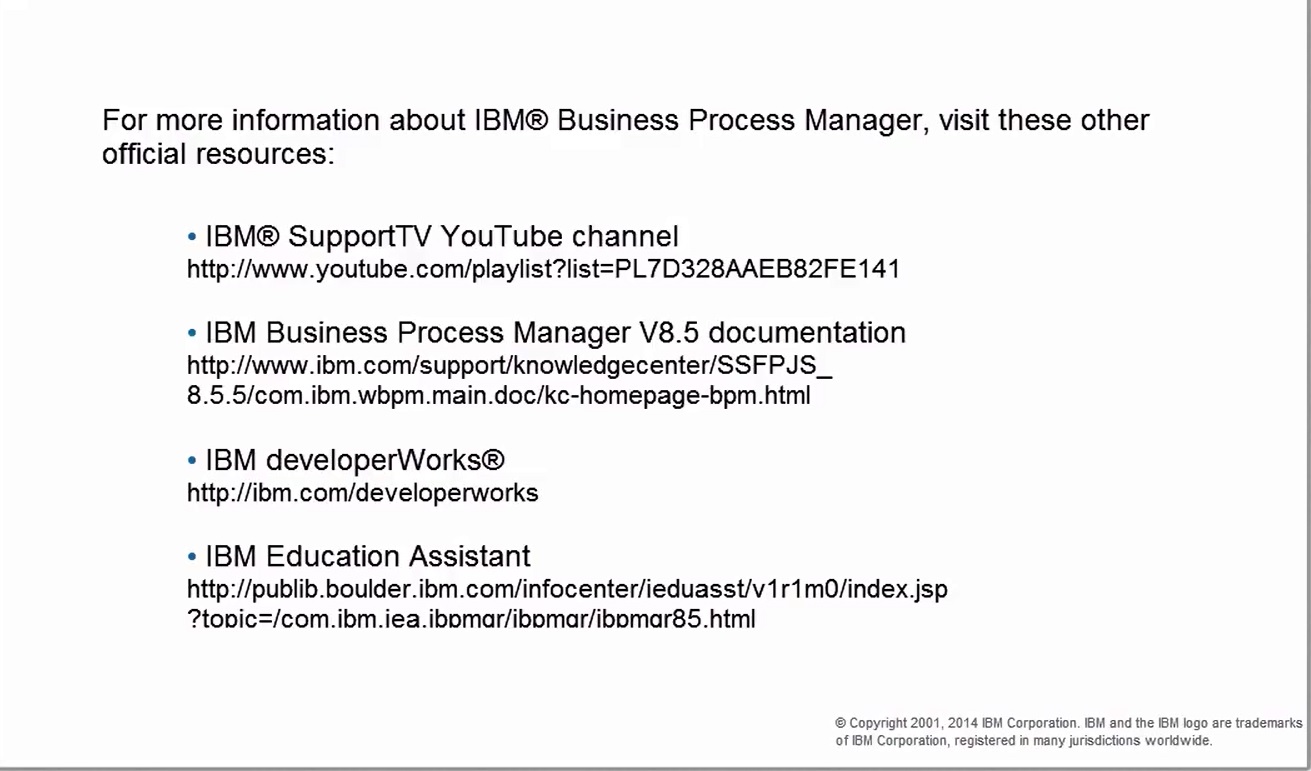 For more information about IBM® Business Process Manager, visit these other
official resources:
• IBM® SupportTV YouTube channel
http://www.youtube.com/playlist?list=PL7D328AAEB82FE141
• IBM Business Process Manager V8.5 documentation
http://www.ibm.com/support/knowledgecenter/SSFPJS_
8.5.5/com.ibm.wbpm.main.doc/kc-homepage-bpm.html
• IBM developerWorks®
http://ibm.com/developerworks
• IBM Education Assistant
http://publib.boulder.ibm.com/infocenter/ieduasst/v1r1m0/index.jsp
?topic=/com.ibm.iea.ibpmgr/ibpmgr/ibpmgr85.html
© Copyright 2001, 2014 IBM Corporation. IBM and the IBM logo are trademarks
of IBM Corporation, registered in many jurisdictions worldwide.